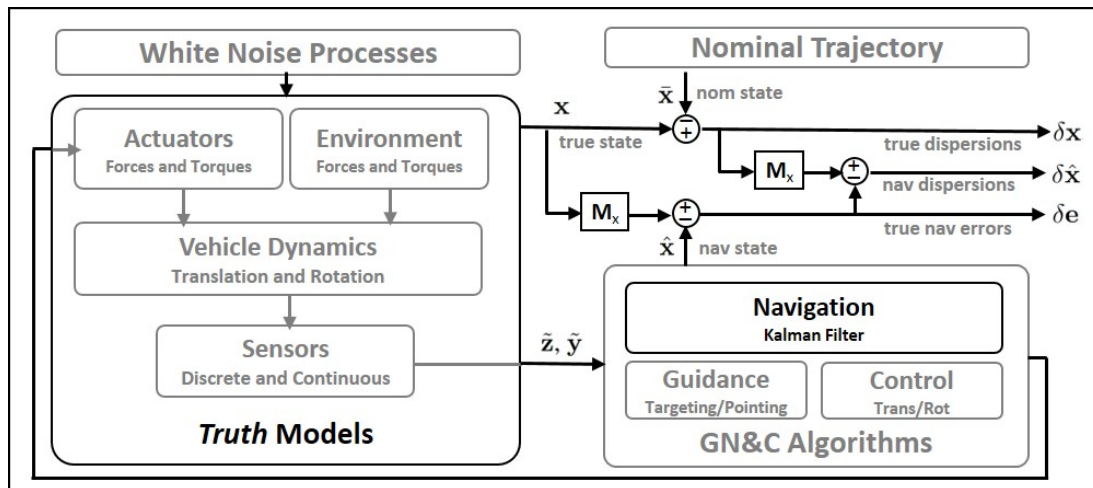 White Noise Processes
Nominal Trajectory
x̄
nom state
x
true state
− +
δx
true dispersions
Actuators
Forces and Torques
Environment
Forces and Torques
Mₓ
+ −
δx̂
nav dispersions
Mₓ
+ −
δe
true nav errors
x̂
nav state
Vehicle Dynamics
Translation and Rotation
Navigation
Kalman Filter
Sensors
Discrete and Continuous
z̃, ỹ
Guidance
Targeting/Pointing
Control
Trans/Rot
Truth Models
GN&C Algorithms